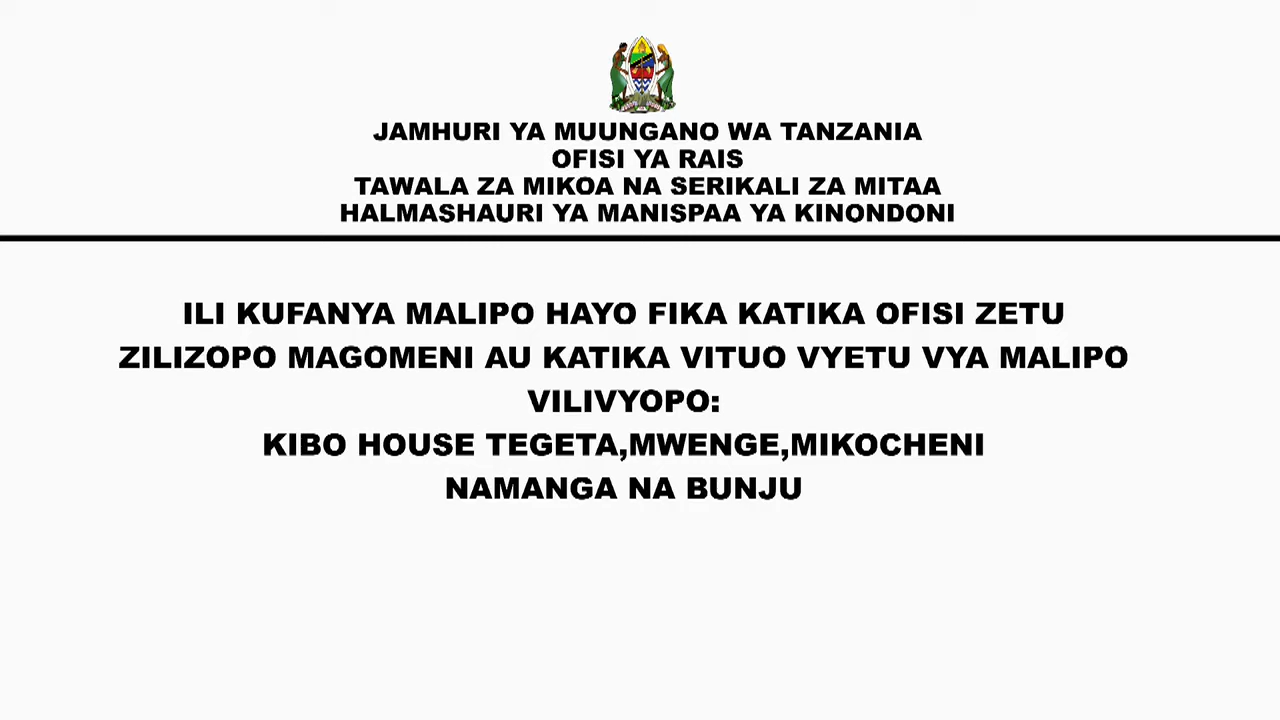 JAMHURI YA MUUNGANO WA TANZANIA
OFISI YA RAIS
TAWALA ZA MIKOA NA SERIKALI ZA MITAA
HALMASHAURI YA MANISPAA YA KINONDONI
ILI KUFANYA MALIPO HAYO FIKA KATIKA OFISI ZETU
ZILIZOPO MAGOMENI AU KATIKA VITUO VYETU VYA MALIPO
VILIVYOPO:
KIBO HOUSE TEGETA,MWENGE,MIKOCHENI
NAMANGA NA BUNJU